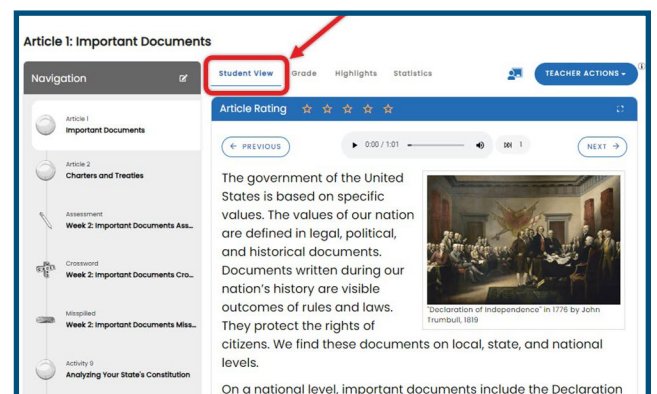 Article 1: Important Documents
Navigation
Article 1
Important Documents
Article 2
Charters and Treaties
Assessment
Week 2: Important Documents Ass...
Crossword
Week 2: Important Documents Cro...
Misspilled
Week 2: Important Documents Miss...
Activity 9
Analyzing Your State's Constitution
Student View
Grade
Highlights
Statistics
TEACHER ACTIONS
Article Rating
← PREVIOUS
0:00 / 1:01
1
NEXT →
The government of the United
States is based on specific
values. The values of our nation
are defined in legal, political,
and historical documents.
Documents written during our
nation's history are visible
outcomes of rules and laws.
They protect the rights of
citizens. We find these documents on local, state, and national
levels.
"Declaration of Independence" in 1776 by John
Trumbull, 1819
On a national level, important documents include the Declaration